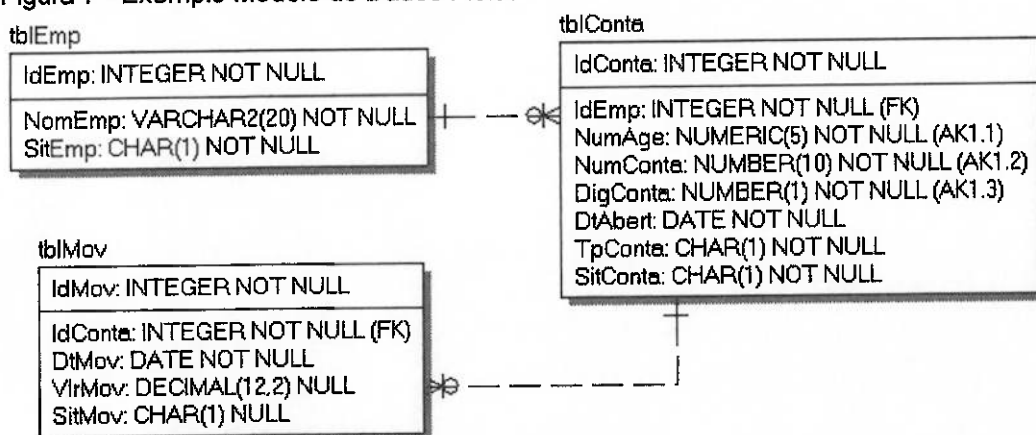 tblEmp
IdEmp: INTEGER NOT NULL
NomEmp: VARCHAR2(20) NOT NULL
SitEmp: CHAR(1) NOT NULL
tblConta
IdConta: INTEGER NOT NULL
IdEmp: INTEGER NOT NULL (FK)
NumAge: NUMERIC(5) NOT NULL (AK1.1)
NumConta: NUMBER(10) NOT NULL (AK1.2)
DigConta: NUMBER(1) NOT NULL (AK1.3)
DtAbert: DATE NOT NULL
TpConta: CHAR(1) NOT NULL
SitConta: CHAR(1) NOT NULL
tblMov
IdMov: INTEGER NOT NULL
IdConta: INTEGER NOT NULL (FK)
DtMov: DATE NOT NULL
VlrMov: DECIMAL(12,2) NULL
SitMov: CHAR(1) NULL